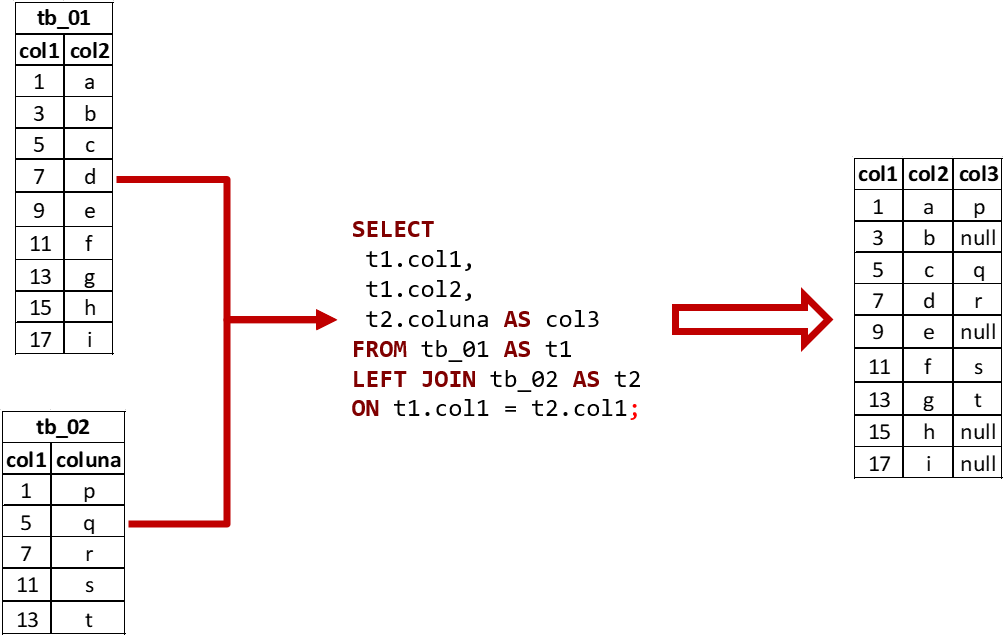 tb_01
col1 col2
1 a
3 b
5 c
7 d
9 e
11 f
13 g
15 h
17 i
tb_02
col1 coluna
1 p
5 q
7 r
11 s
13 t
SELECT
t1.col1,
t1.col2,
t2.coluna AS col3
FROM tb_01 AS t1
LEFT JOIN tb_02 AS t2
ON t1.col1 = t2.col1;
col1 col2 col3
1 a p
3 b null
5 c q
7 d r
9 e null
11 f s
13 g t
15 h null
17 i null